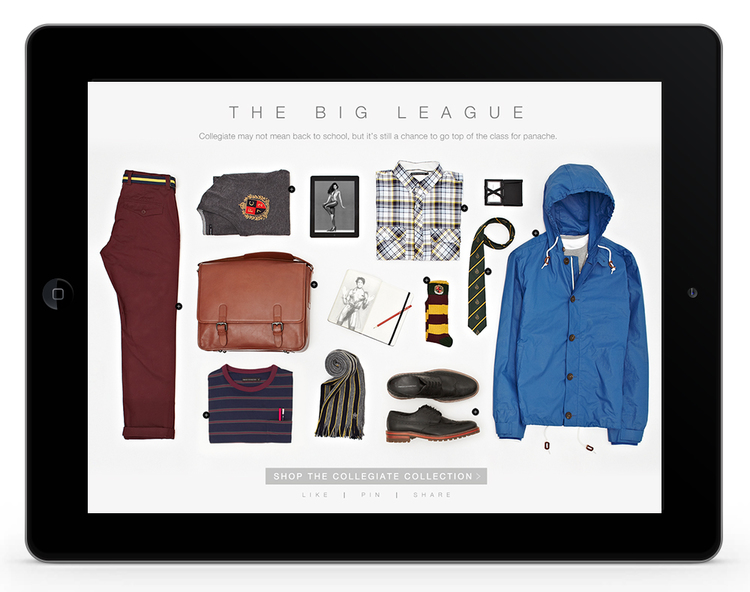 THE BIG LEAGUE
Collegiate may not mean back to school, but it's still a chance to go top of the class for panache.
SHOP THE COLLEGIATE COLLECTION >
LIKE | PIN | SHARE